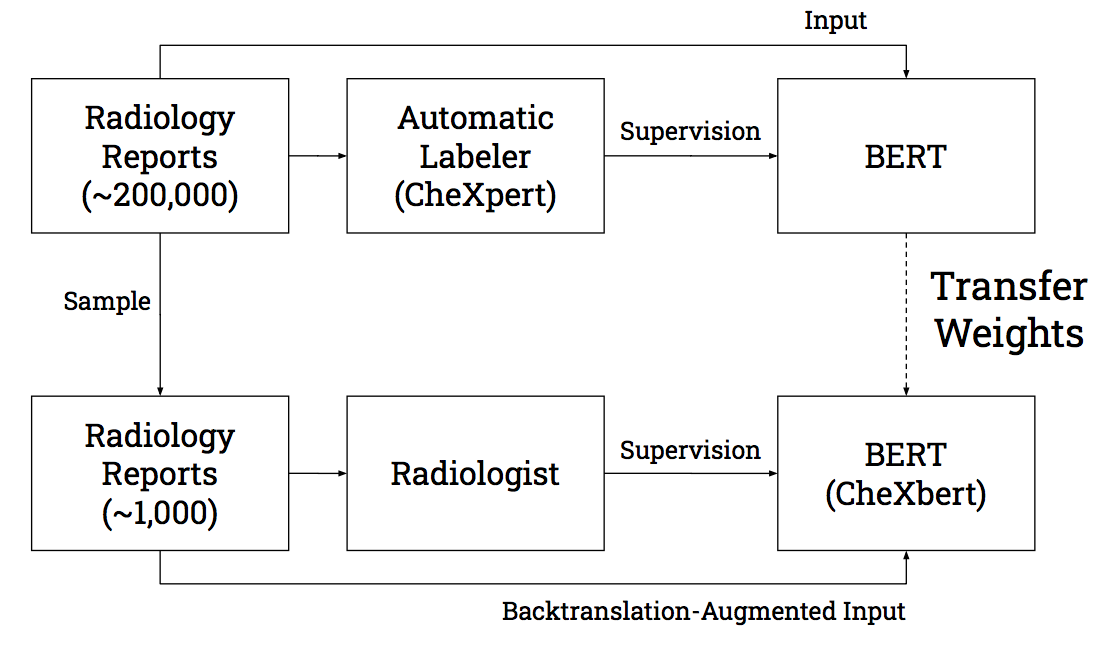 Input
Radiology
Reports
(~200,000)
Automatic
Labeler
(CheXpert)
Supervision
BERT
Sample
Transfer
Weights
Radiology
Reports
(~1,000)
Radiologist
Supervision
BERT
(CheXbert)
Backtranslation-Augmented Input